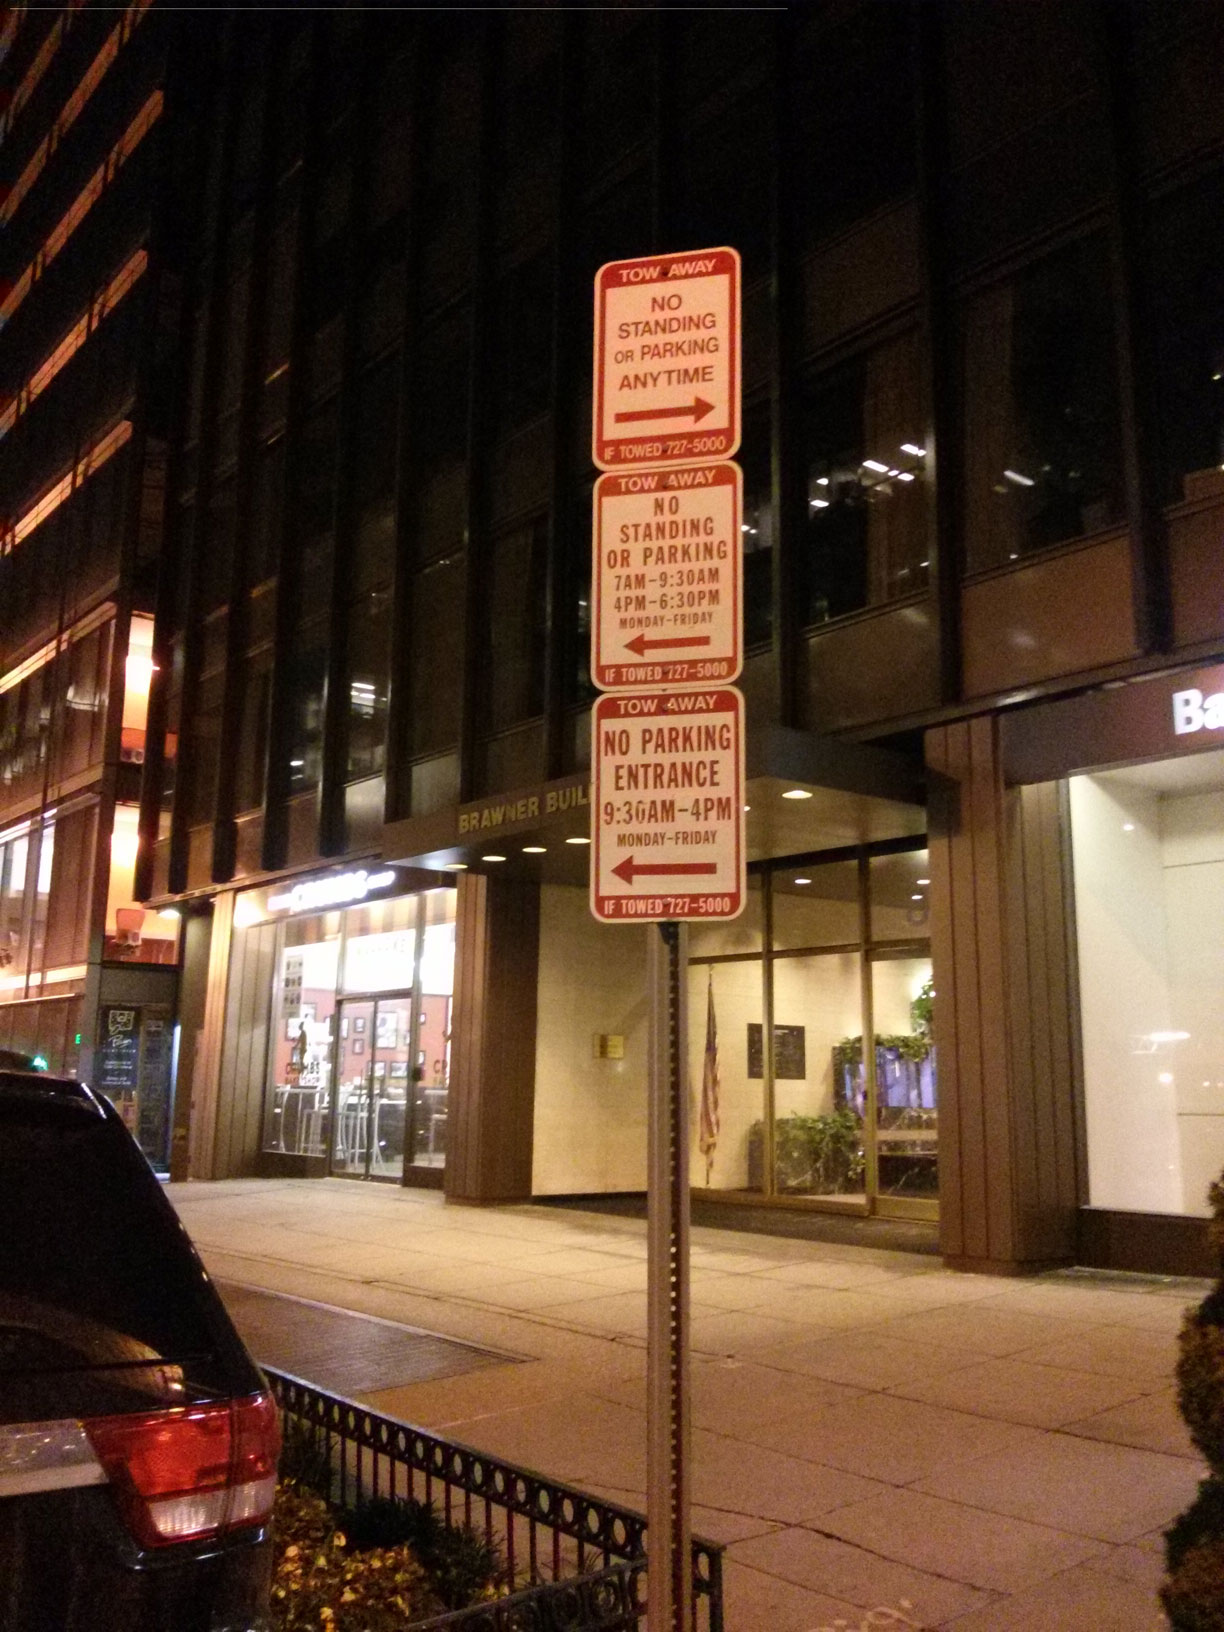 TOW AWAY
NO
STANDING
OR PARKING
ANYTIME
IF TOWED 727-5000
TOW AWAY
NO
STANDING
OR PARKING
7AM-9:30AM
4PM-6:30PM
MONDAY-FRIDAY
IF TOWED 727-5000
TOW AWAY
NO PARKING
ENTRANCE
9:30AM-4PM
MONDAY-FRIDAY
IF TOWED 727-5000
BRAWNER BUIL
Ba
CRUMBS